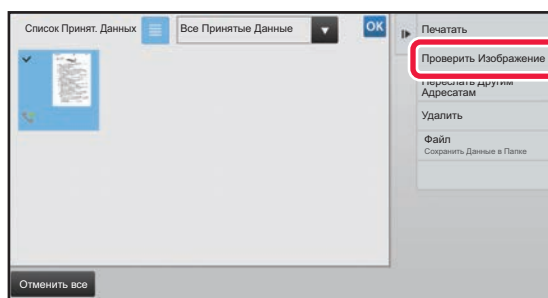 Список Принят. Данных
Все Принятые Данные
OK
Печатать
Проверить Изображение
Переслать Другим
Адресатам
Удалить
Файл
Сохранить Данные в Папке
Отменить все